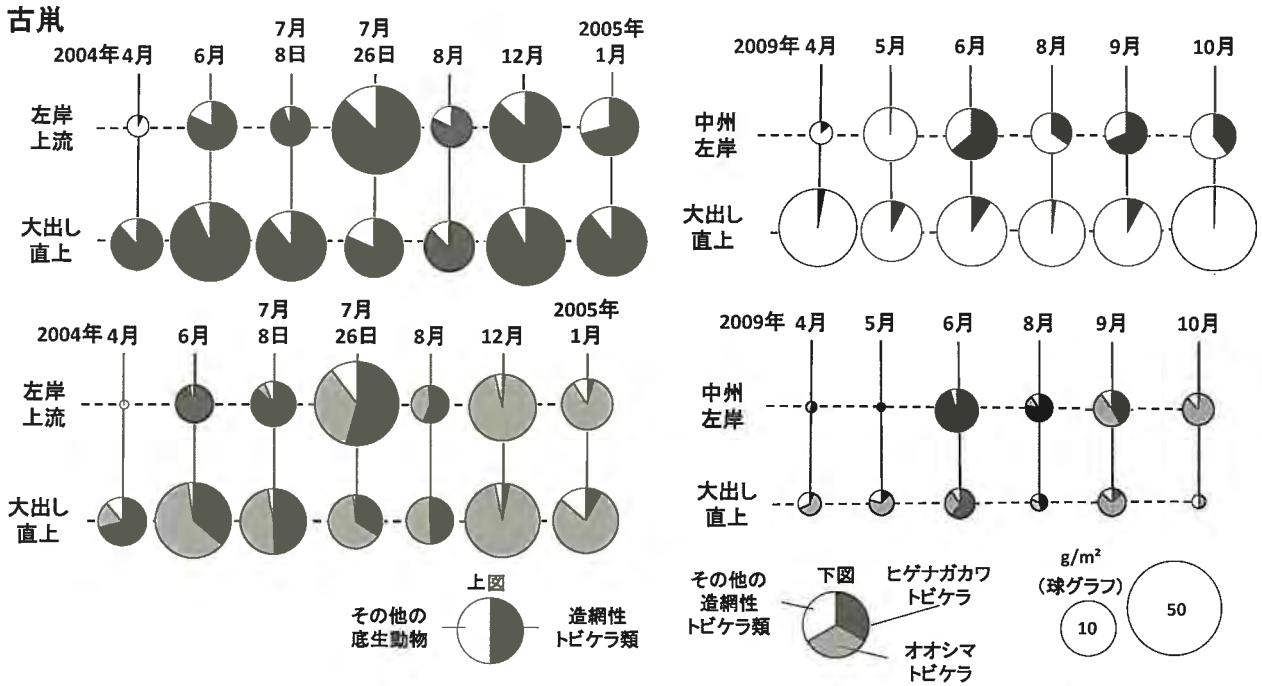 古巣
7月
7月
2005年
2004年 4月
6月
8日
26日
8月
12月
1月
左岸
上流
大出し
直上
2009年 4月
5月
6月
8月
9月
10月
中州
左岸
大出し
直上
7月
7月
2005年
2004年 4月
6月
8日
26日
8月
12月
1月
左岸
上流
大出し
直上
2009年 4月
5月
6月
8月
9月
10月
中州
左岸
大出し
直上
上図
その他の
底生動物
造網性
トビケラ類
下図
その他の
造網性
トビケラ類
ヒゲナガカワ
トビケラ
オオシマ
トビケラ
g/m²
(球グラフ)
10
50